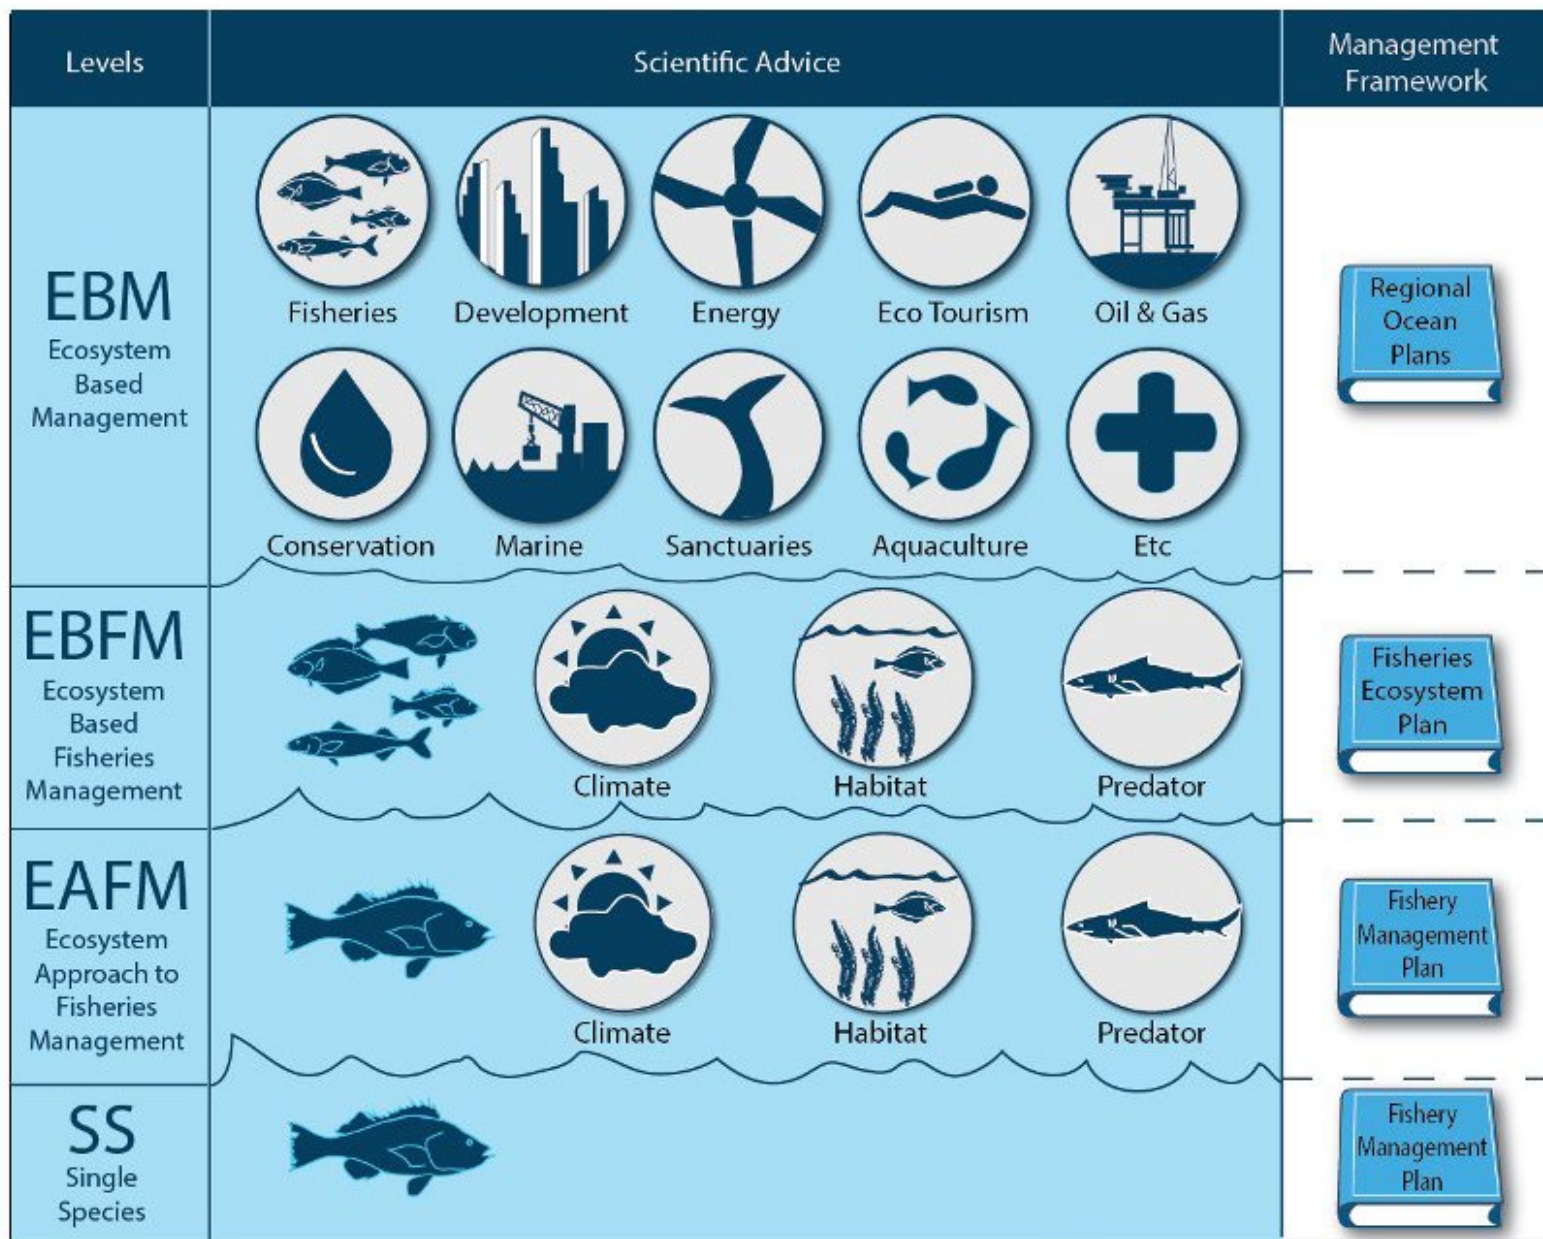 Levels
Scientific Advice
Management
Framework
EBM
Ecosystem
Based
Management
Fisheries
Development
Energy
Eco Tourism
Oil & Gas
Conservation
Marine
Sanctuaries
Aquaculture
Etc
Regional
Ocean
Plans
EBFM
Ecosystem
Based
Fisheries
Management
Climate
Habitat
Predator
Fisheries
Ecosystem
Plan
EAFM
Ecosystem
Approach to
Fisheries
Management
Climate
Habitat
Predator
Fishery
Management
Plan
SS
Single
Species
Fishery
Management
Plan